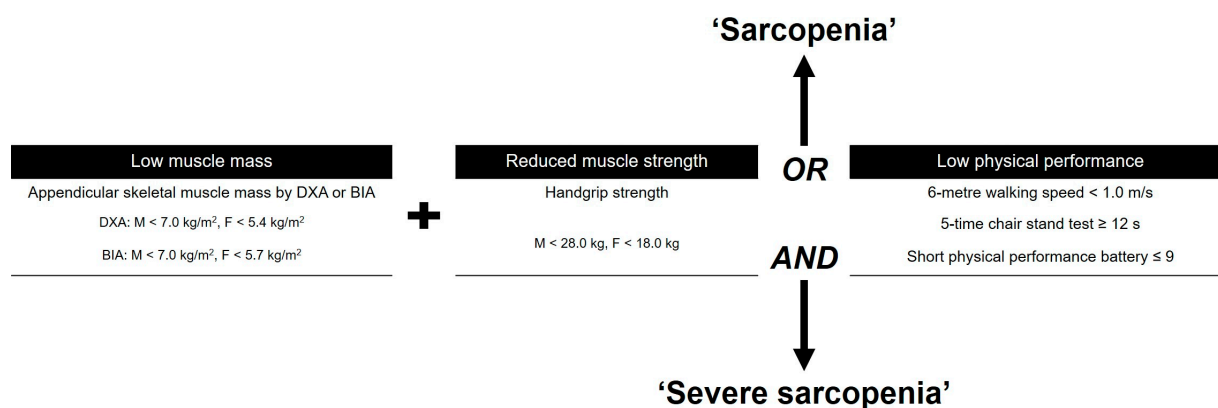 ‘Sarcopenia’
Low muscle mass
Appendicular skeletal muscle mass by DXA or BIA
DXA: M < 7.0 kg/m², F < 5.4 kg/m²
BIA: M < 7.0 kg/m², F < 5.7 kg/m²
+
Reduced muscle strength
Handgrip strength
M < 28.0 kg, F < 18.0 kg
OR
AND
Low physical performance
6-metre walking speed < 1.0 m/s
5-time chair stand test ≥ 12 s
Short physical performance battery ≤ 9
‘Severe sarcopenia’